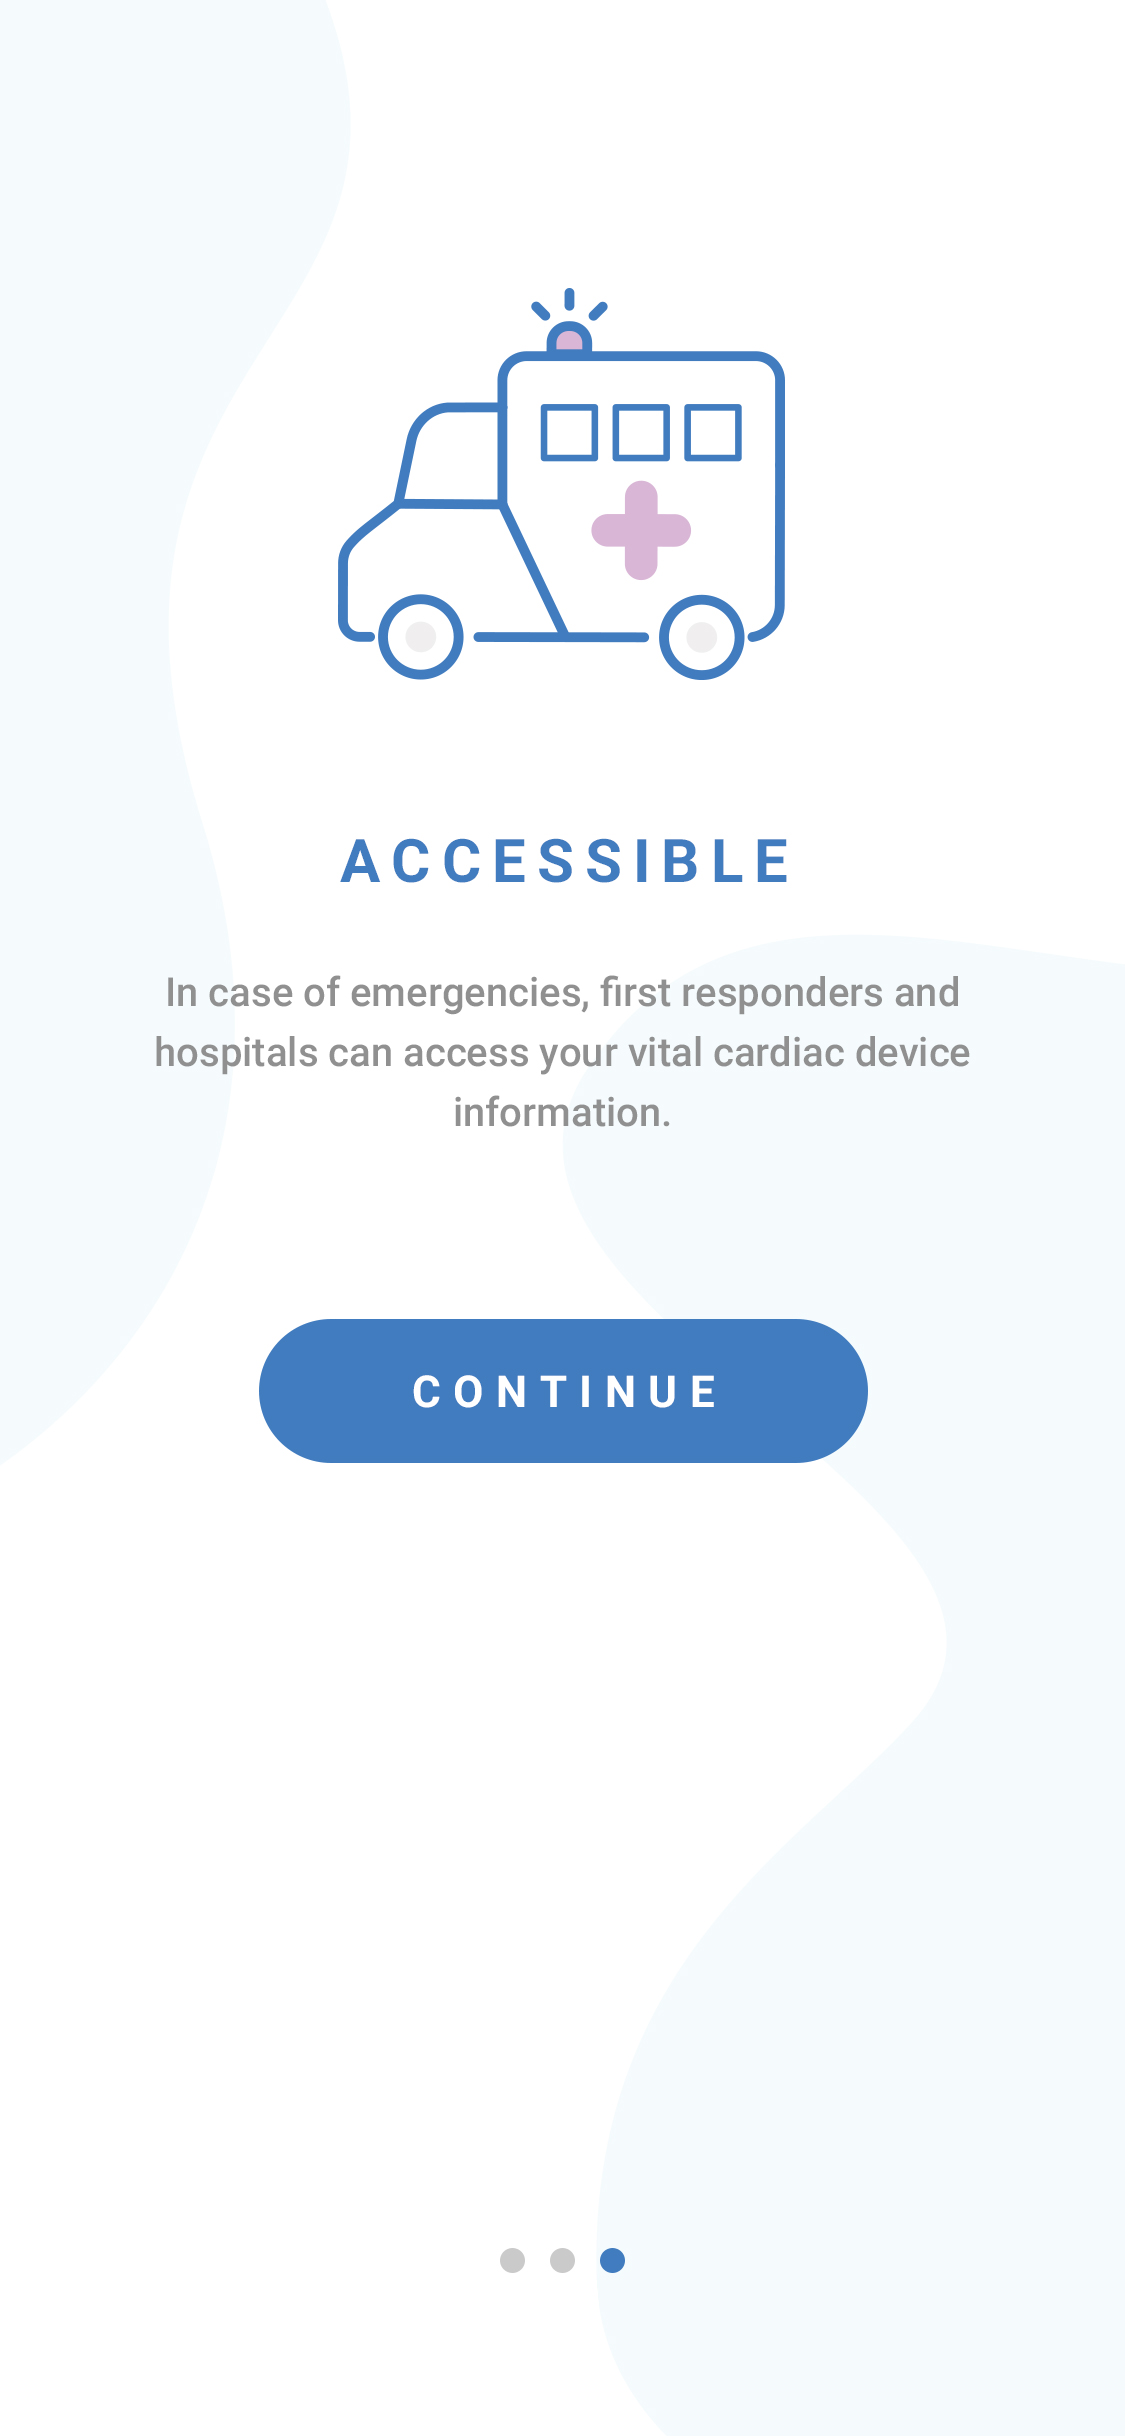 ACCESSIBLE
In case of emergencies, first responders and
hospitals can access your vital cardiac device
information.
CONTINUE